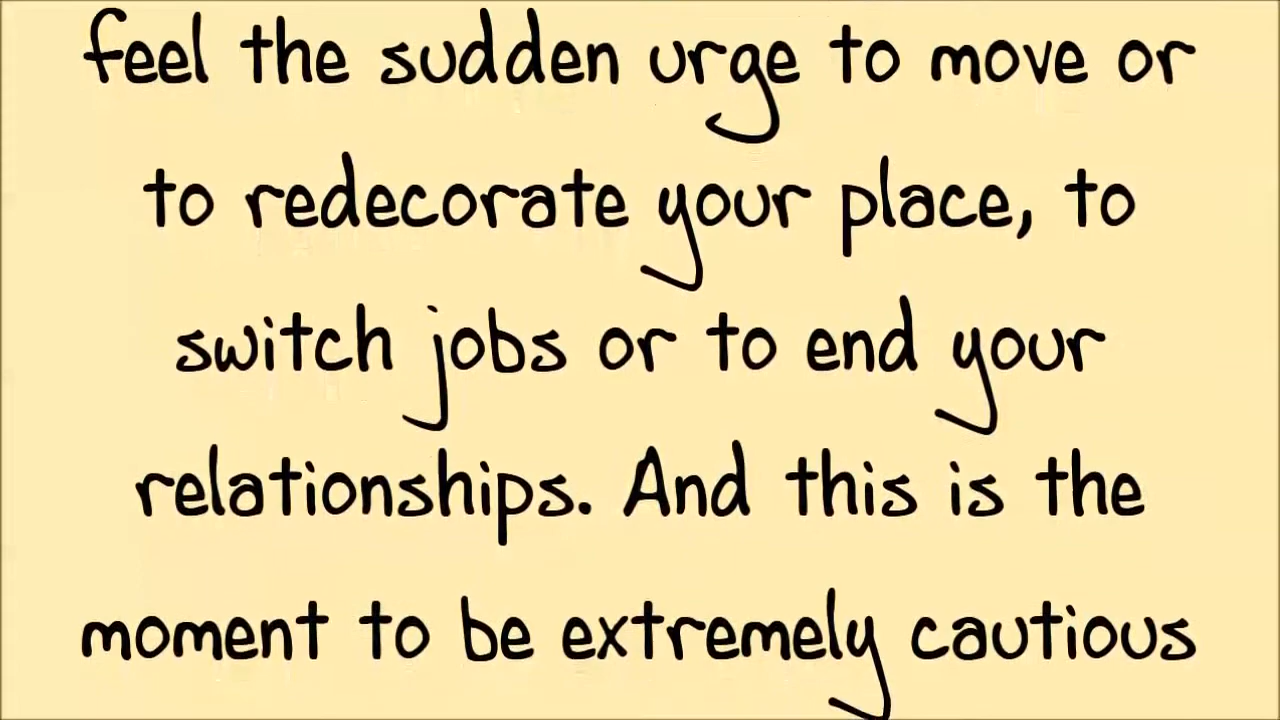 feel the sudden urge to move or
to redecorate your place, to
switch jobs or to end your
relationships. And this is the
moment to be extremely cautious